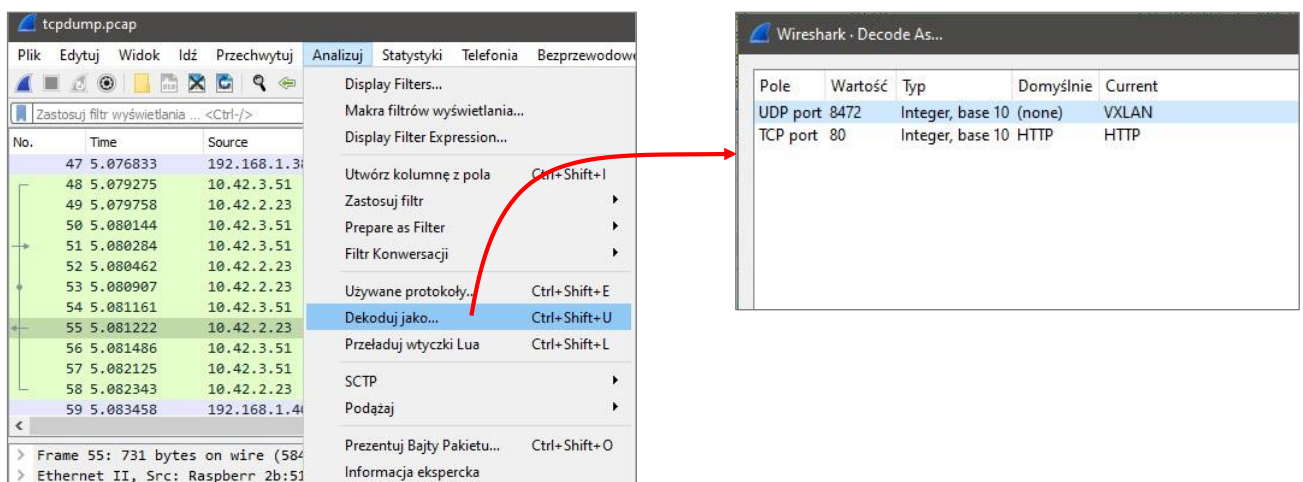 tcpdump.pcap
Plik Edytuj Widok Idź Przechwytuj Analizuj Statystyki Telefonia Bezprzewodowe
Zastosuj filtr wyświetlania ... <Ctrl-/>
No. Time Source
47 5.076833 192.168.1.38
48 5.079275 10.42.3.51
49 5.079758 10.42.2.23
50 5.080144 10.42.3.51
51 5.080284 10.42.3.51
52 5.080462 10.42.2.23
53 5.080907 10.42.2.23
54 5.081161 10.42.3.51
55 5.081222 10.42.2.23
56 5.081486 10.42.3.51
57 5.082125 10.42.3.51
58 5.082343 10.42.2.23
59 5.083458 192.168.1.40
Frame 55: 731 bytes on wire (584
Ethernet II, Src: Raspberr 2b:51
Display Filters...
Makra filtrów wyświetlania...
Display Filter Expression...
Utwórz kolumnę z pola Ctrl+Shift+I
Zastosuj filtr
Prepare as Filter
Filtr Konwersacji
Używane protokoły... Ctrl+Shift+E
Dekoduj jako... Ctrl+Shift+U
Przeładuj wtyczki Lua Ctrl+Shift+L
SCTP
Podążaj
Prezentuj Bajty Pakietu... Ctrl+Shift+O
Informacja ekspercka
Wireshark · Decode As...
Pole Wartość Typ Domyślnie Current
UDP port 8472 Integer, base 10 (none) VXLAN
TCP port 80 Integer, base 10 HTTP HTTP